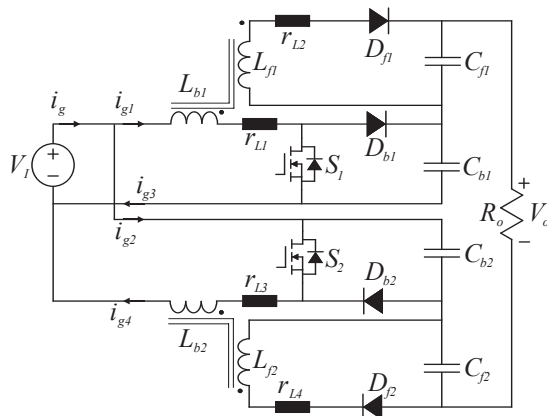 r_L2
D_f1
L_f1
C_f1
L_b1
i_g
i_g1
r_L1
D_b1
V_I
+
−
S_1
C_b1
i_g3
i_g2
R_o
+
V_o
−
S_2
D_b2
C_b2
i_g4
r_L3
L_b2
L_f2
D_f2
C_f2
r_L4